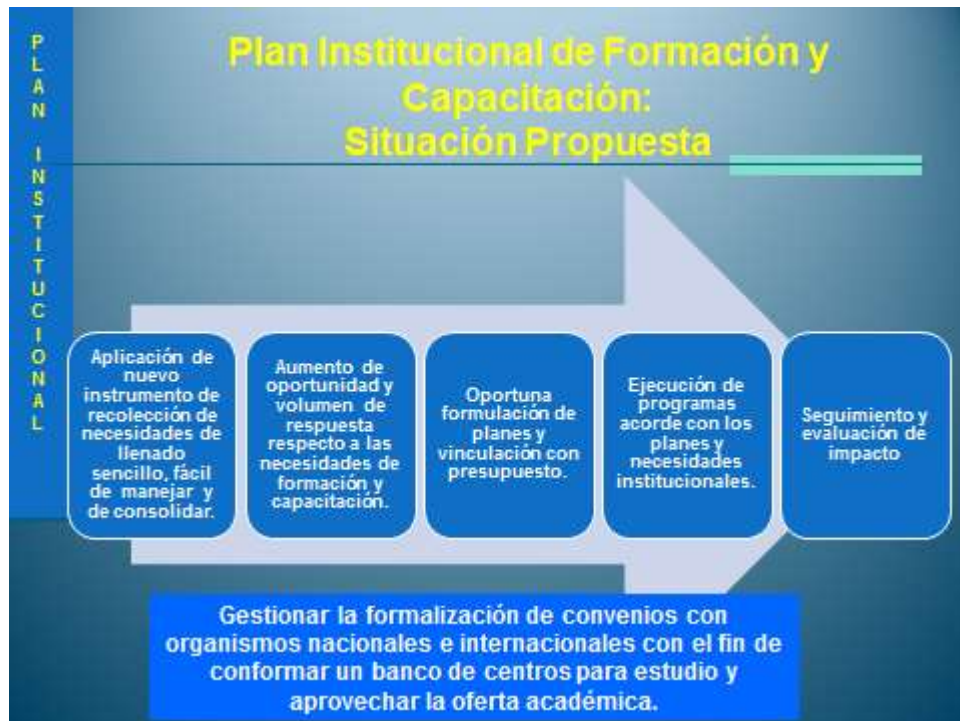 PLAN INSTITUCIONAL
Plan Institucional de Formación y
Capacitación:
Situación Propuesta
Aplicación de
nuevo
instrumento de
recolección de
necesidades de
llenado
sencillo, fácil
de manejar y
de consolidar.
Aumento de
oportunidad y
volumen de
respuesta
respecto a las
necesidades de
formación y
capacitación.
Oportuna
formulación de
planes y
vinculación con
presupuesto.
Ejecución de
programas
acorde con los
planes y
necesidades
institucionales.
Seguimiento y
evaluación de
impacto
Gestionar la formalización de convenios con
organismos nacionales e internacionales con el fin de
conformar un banco de centros para estudio y
aprovechar la oferta académica.